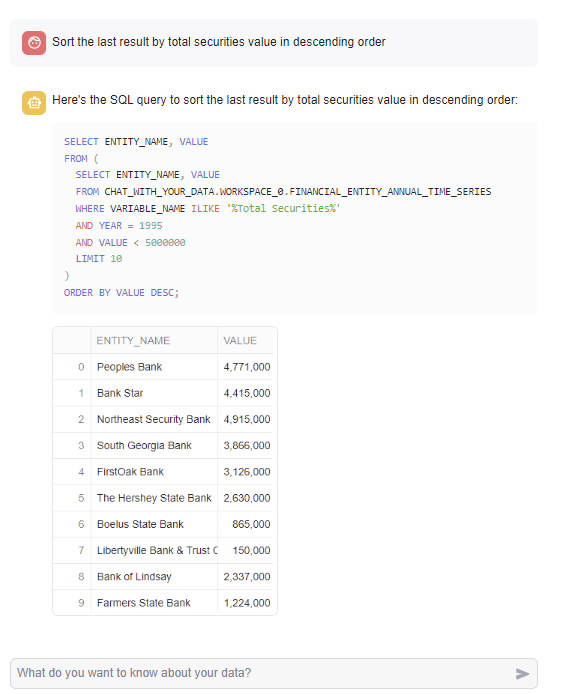 Sort the last result by total securities value in descending order
Here's the SQL query to sort the last result by total securities value in descending order:
SELECT ENTITY_NAME, VALUE
FROM (
SELECT ENTITY_NAME, VALUE
FROM CHAT_WITH_YOUR_DATA.WORKSPACE_0.FINANCIAL_ENTITY_ANNUAL_TIME_SERIES
WHERE VARIABLE_NAME ILIKE '%Total Securities%'
AND YEAR = 1995
AND VALUE < 5000000
LIMIT 10
)
ORDER BY VALUE DESC;
ENTITY_NAME VALUE
0 Peoples Bank 4,771,000
1 Bank Star 4,415,000
2 Northeast Security Bank 4,915,000
3 South Georgia Bank 3,866,000
4 FirstOak Bank 3,126,000
5 The Hershey State Bank 2,630,000
6 Boelus State Bank 865,000
7 Libertyville Bank & Trust C 150,000
8 Bank of Lindsay 2,337,000
9 Farmers State Bank 1,224,000
What do you want to know about your data?